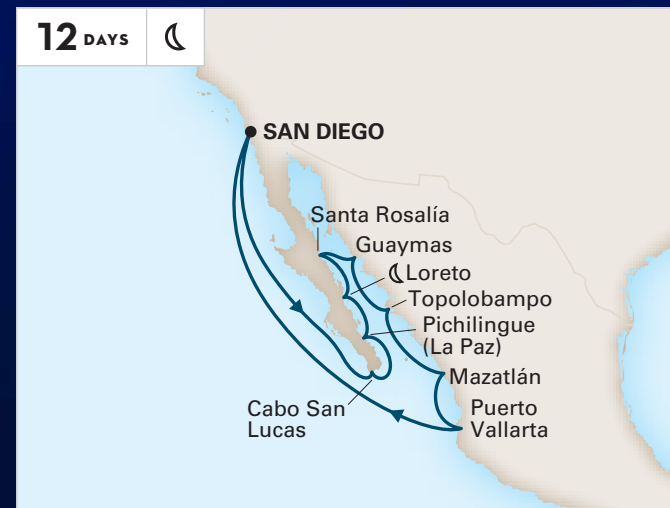 12 DAYS
SAN DIEGO
Santa Rosalía
Guaymas
Loreto
Topolobampo
Pichilingue
(La Paz)
Mazatlán
Cabo San
Lucas
Puerto
Vallarta